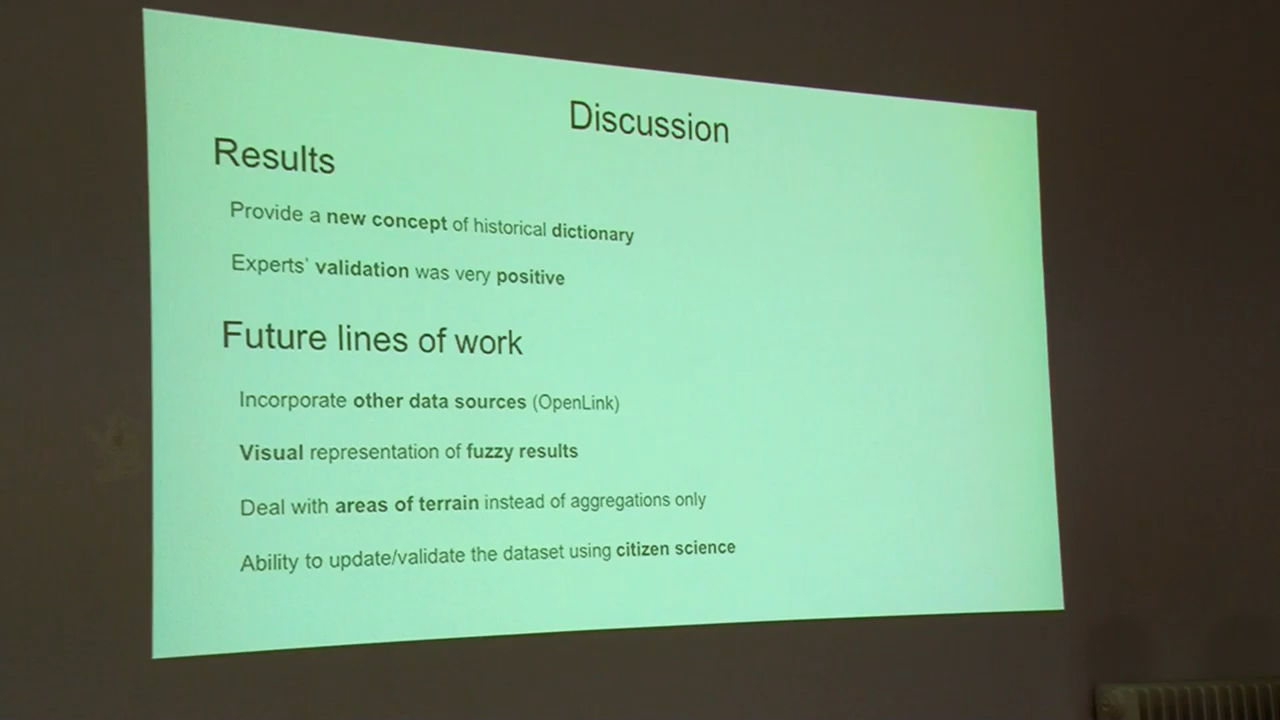 Discussion
Results
Provide a new concept of historical dictionary
Experts' validation was very positive
Future lines of work
Incorporate other data sources (OpenLink)
Visual representation of fuzzy results
Deal with areas of terrain instead of aggregations only
Ability to update/validate the dataset using citizen science